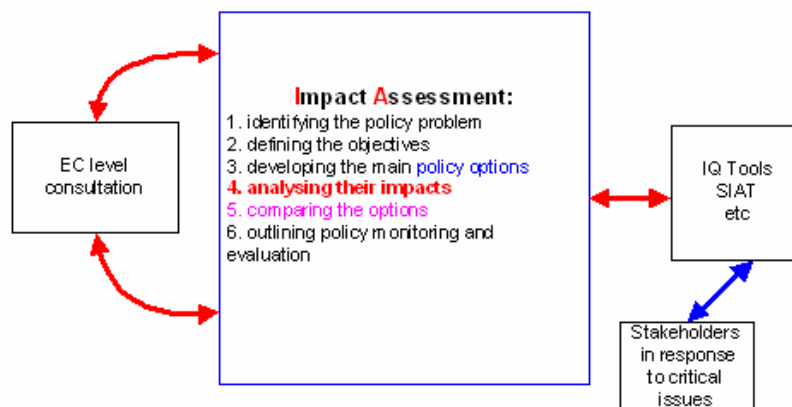 EC level
consultation
Impact Assessment:
1. identifying the policy problem
2. defining the objectives
3. developing the main policy options
4. analysing their impacts
5. comparing the options
6. outlining policy monitoring and
evaluation
IQ Tools
SIAT
etc
Stakeholders
in response
to critical
issues